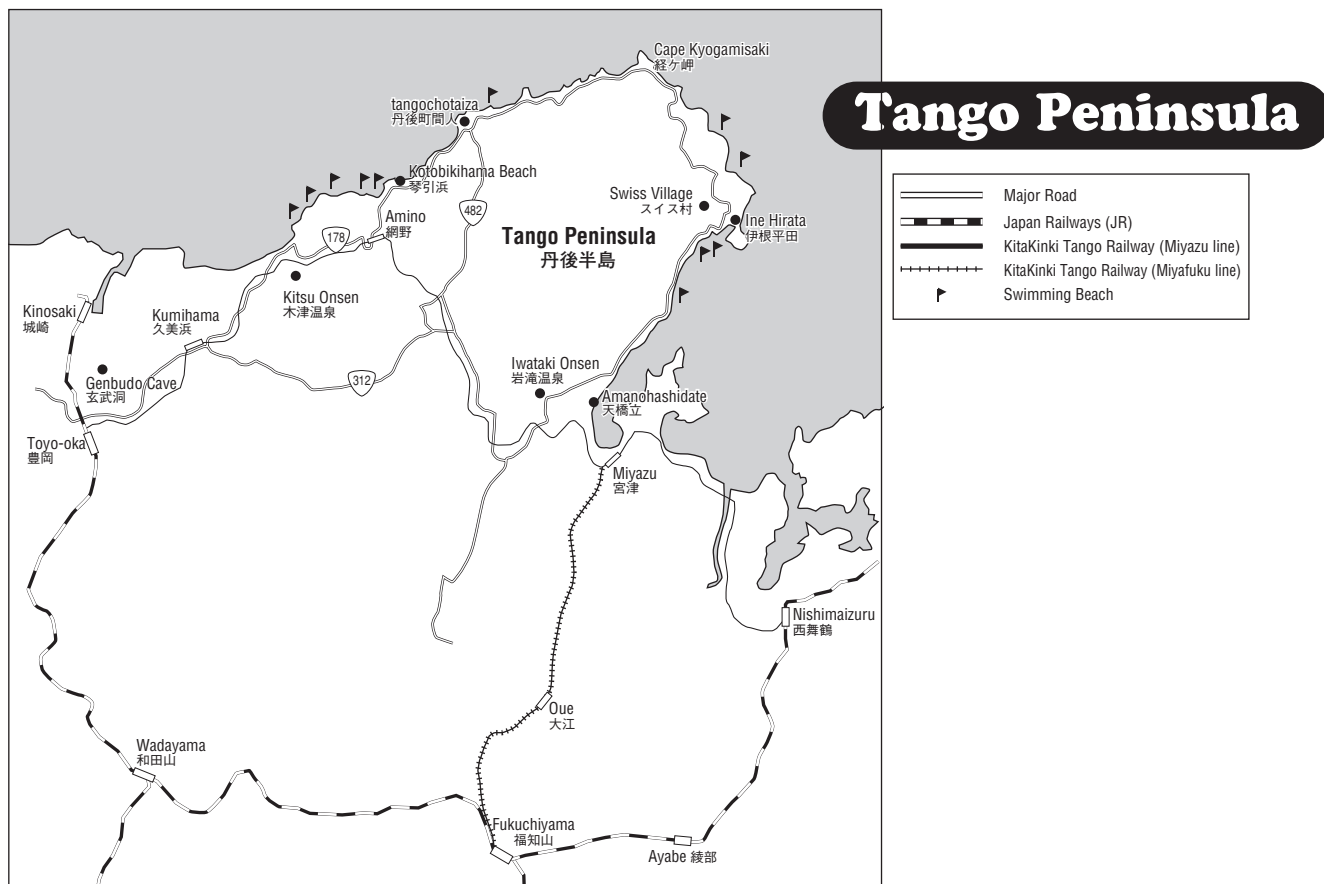 Cape Kyogamisaki
経ケ岬
Tango Peninsula
tangochotaiza
丹後町間人
Kotobikihama Beach
琴引浜
Swiss Village
スイス村
Ine Hirata
伊根平田
482
Amino
網野
178
Tango Peninsula
丹後半島
Major Road
Japan Railways (JR)
KitaKinki Tango Railway (Miyazu line)
KitaKinki Tango Railway (Miyafuku line)
Swimming Beach
Kitsu Onsen
木津温泉
Kinosaki
城崎
Kumihama
久美浜
Genbudo Cave
玄武洞
312
Iwataki Onsen
岩滝温泉
Amanohashidate
天橋立
Toyo-oka
豊岡
Miyazu
宮津
Nishimaizuru
西舞鶴
Oue
大江
Wadayama
和田山
Fukuchiyama
福知山
Ayabe 綾部